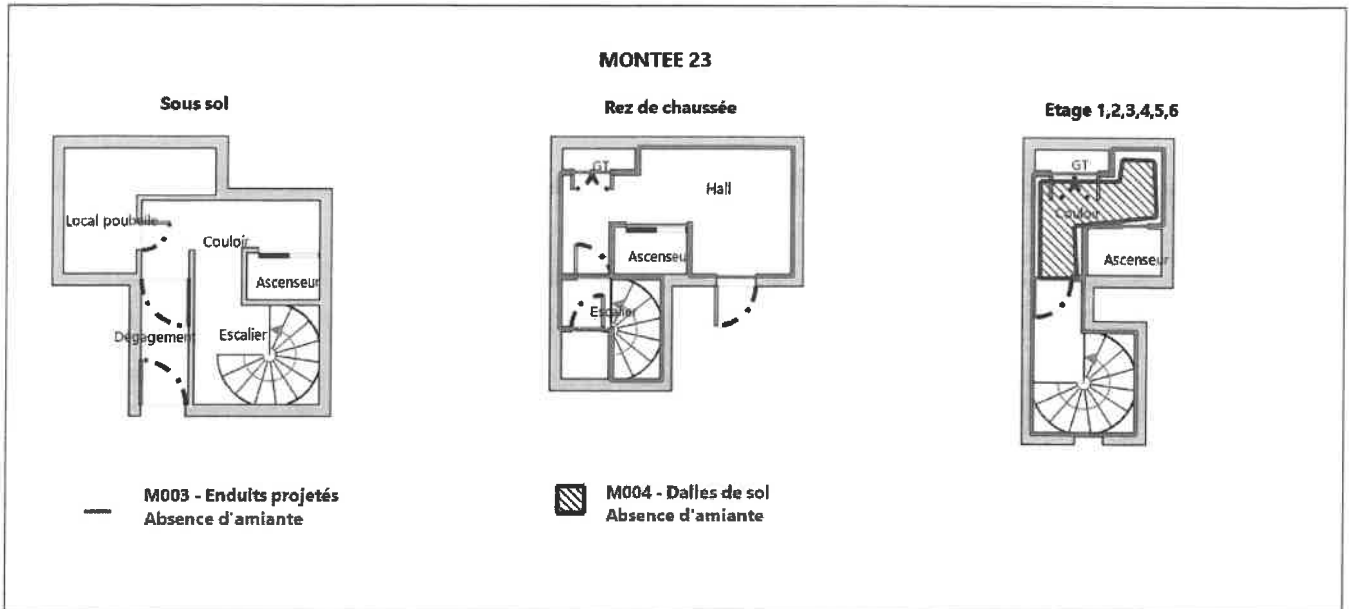 MONTEE 23
Sous sol
Local poubelle
Couloir
Ascenseur
Dégagement
Escalier
Rez de chaussée
GT
Hall
Ascenseur
Escalier
Etage 1,2,3,4,5,6
GT
Couloir
Ascenseur
M003 - Enduits projetés
Absence d'amiante
M004 - Dalles de sol
Absence d'amiante